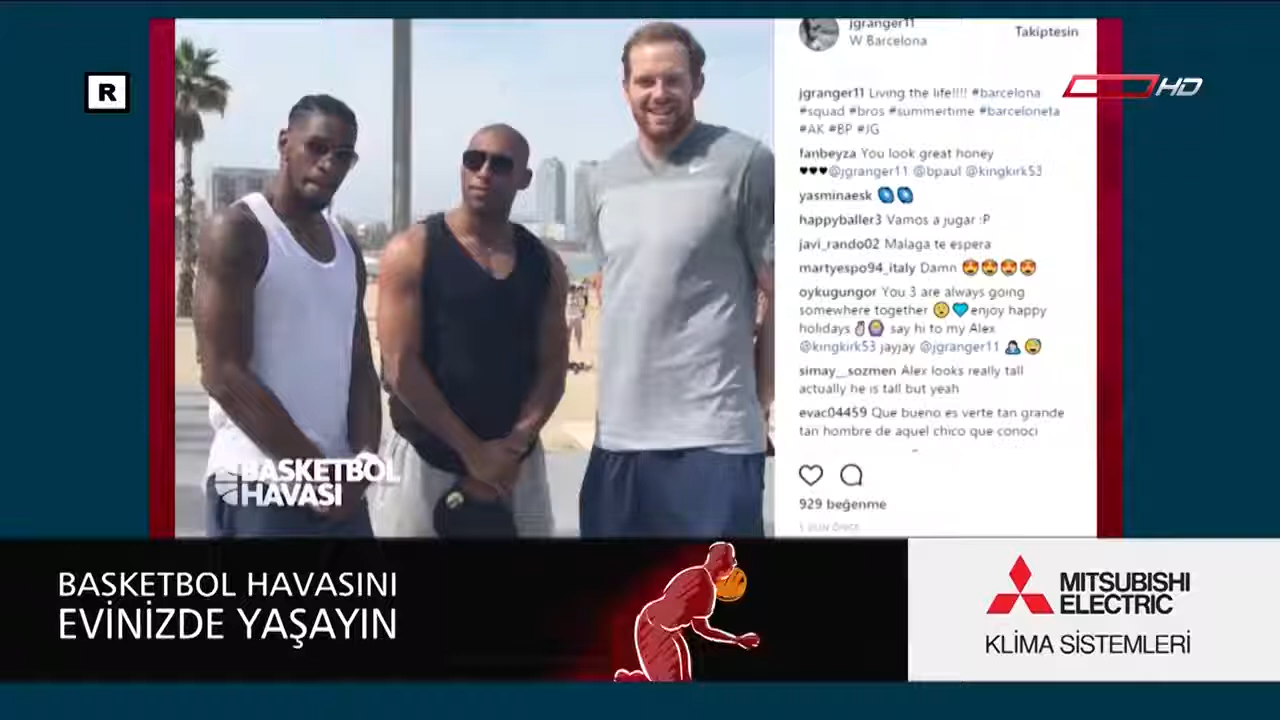 jgranger11
W Barcelona
Takiptesin
R
HD
jgranger11 Living the life!!!! #barcelona
#squad #bros #summertime #barceloneta
#AK #BP #JG
fanbeyza You look great honey
♥♥♥@jgranger11 @bpaul @kingkirk53
yasminaesk
happyballer3 Vamos a jugar :P
javi_rando02 Malaga te espera
martyespo94_italy Damn 😍😍😍😍
oykugungor You 3 are always going
somewhere together enjoy happy
holidays say hi to my Alex
@kingkirk53 jayjay @jgranger11
simay__sozmen Alex looks really tall
actually he is tall but yeah
evac04459 Que bueno es verte tan grande
tan hombre de aquel chico que conoci
929 beğenme
BASKETBOL
HAVASI
BASKETBOL HAVASINI
EVİNİZDE YAŞAYIN
MITSUBISHI
ELECTRIC
KLİMA SİSTEMLERİ